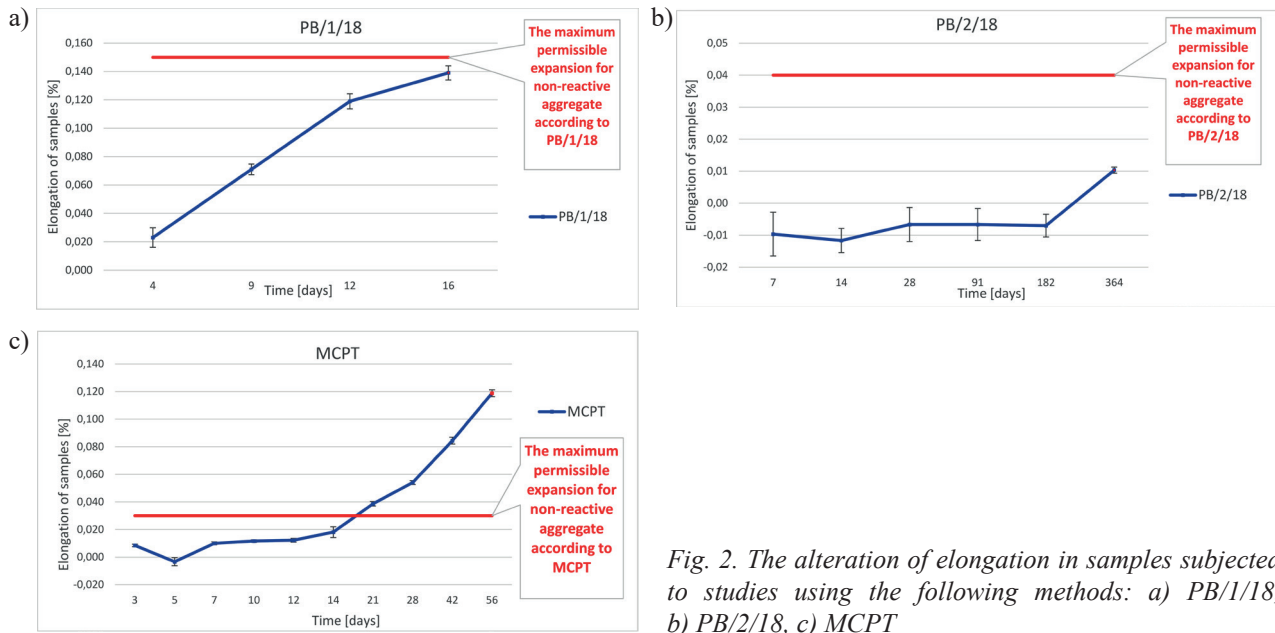 a)
PB/1/18
0,160
0,140
0,120
0,100
0,080
0,060
0,040
0,020
0,000
Elongation of samples [%]
4
9
12
16
Time [days]
The maximum
permissible
expansion for
non-reactive
aggregate
according to
PB/1/18
PB/1/18
b)
PB/2/18
0,05
0,04
0,03
0,02
0,01
0,00
-0,01
-0,02
Elongation of samples [%]
7
14
28
91
182
364
Time [days]
The maximum
permissible
expansion for
non-reactive
aggregate
according to
PB/2/18
PB/2/18
c)
MCPT
0,140
0,120
0,100
0,080
0,060
0,040
0,020
0,000
-0,020
Elongation of samples [%]
3
5
7
10
12
14
21
28
42
56
Time [days]
MCPT
The maximum
permissible
expansion for
non-reactive
aggregate
according to
MCPT
Fig. 2. The alteration of elongation in samples subjected
to studies using the following methods: a) PB/1/18,
b) PB/2/18, c) MCPT